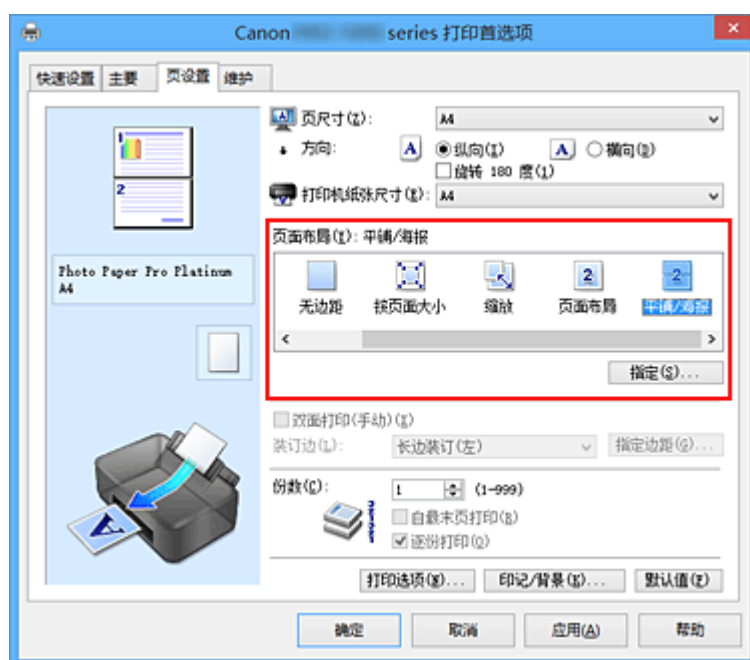 Canon series 打印首选项
快速设置 主要 页设置 维护
页尺寸(Z): A4
方向: A 纵向(I) A 横向(D)
旋转 180 度(1)
打印机纸张尺寸(E): A4
页面布局(I): 平铺/海报
无边距 按页面大小 缩放 页面布局 平铺/海报
指定(S)...
1
2
Photo Paper Pro Platinum
A4
双面打印(手动)(X)
装订边(L): 长边装订(左) 指定边距(G)...
份数(C): 1 (1-999)
自最末页打印(R)
逐份打印(O)
打印选项(N)... 印记/背景(K)... 默认值(F)
确定 取消 应用(A) 帮助